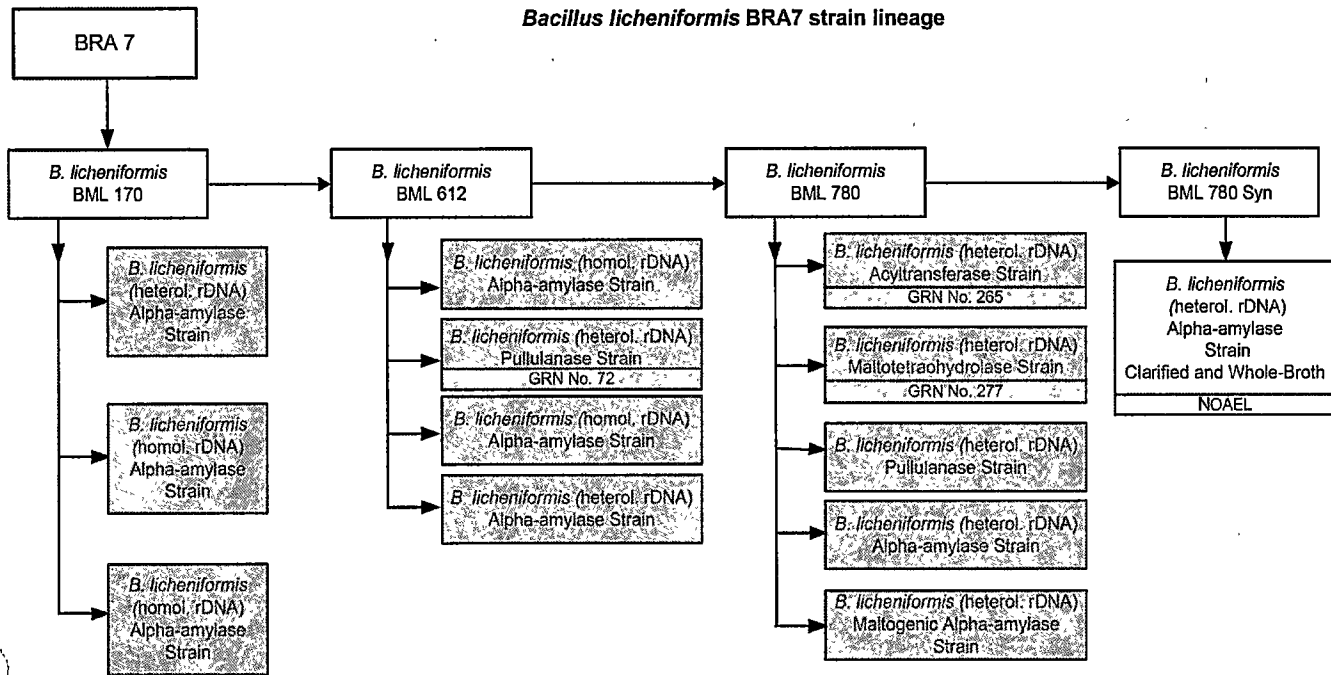 Bacillus licheniformis BRA7 strain lineage
BRA 7
B. licheniformis
BML 170
B. licheniformis
(heterol. rDNA)
Alpha-amylase
Strain
B. licheniformis
(homol, rDNA)
Alpha-amylase
Strain
B. licheniformis
(homol, rDNA)
Alpha-amylase
Strain
B. licheniformis
BML 612
B. licheniformis (homol, rDNA)
Alpha-amylase Strain
B. licheniformis (heterol. rDNA)
Pullulanase Strain
GRN No. 72
B. licheniformis (homol, rDNA)
Alpha-amylase Strain
B. licheniformis (heterol. rDNA)
Alpha-amylase Strain
B. licheniformis
BML 780
B. licheniformis (heterol. rDNA)
Acyltransferase Strain
GRN No. 265
B. licheniformis (heterol. rDNA)
Maltotetraohydrolase Strain
GRN No. 277
B. licheniformis (heterol. rDNA)
Pullulanase Strain
B. licheniformis (heterol. rDNA)
Alpha-amylase Strain
B. licheniformis (heterol. rDNA)
Maltogenic Alpha-amylase
Strain
B. licheniformis
BML 780 Syn
B. licheniformis
(heterol. rDNA)
Alpha-amylase
Strain
Clarified and Whole-Broth
NOAEL